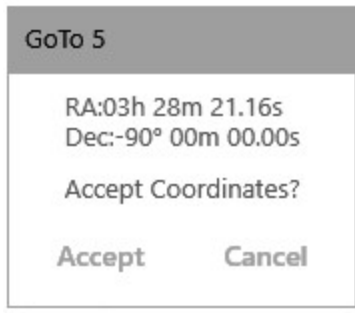 GoTo 5
RA:03h 28m 21.16s
Dec:-90° 00m 00.00s
Accept Coordinates?
Accept Cancel